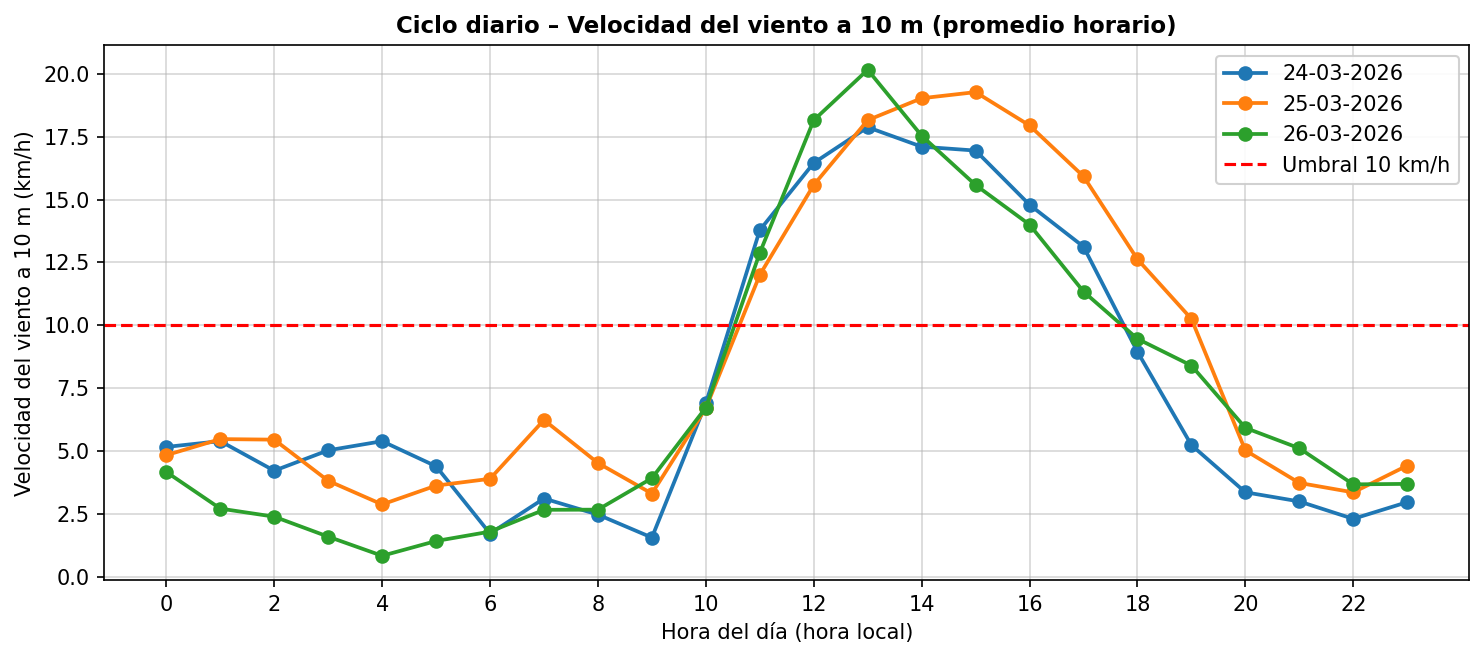 Ciclo diario – Velocidad del viento a 10 m (promedio horario)
Velocidad del viento a 10 m (km/h)
20.0
17.5
15.0
12.5
10.0
7.5
5.0
2.5
0.0
24-03-2026
25-03-2026
26-03-2026
Umbral 10 km/h
0 2 4 6 8 10 12 14 16 18 20 22
Hora del día (hora local)